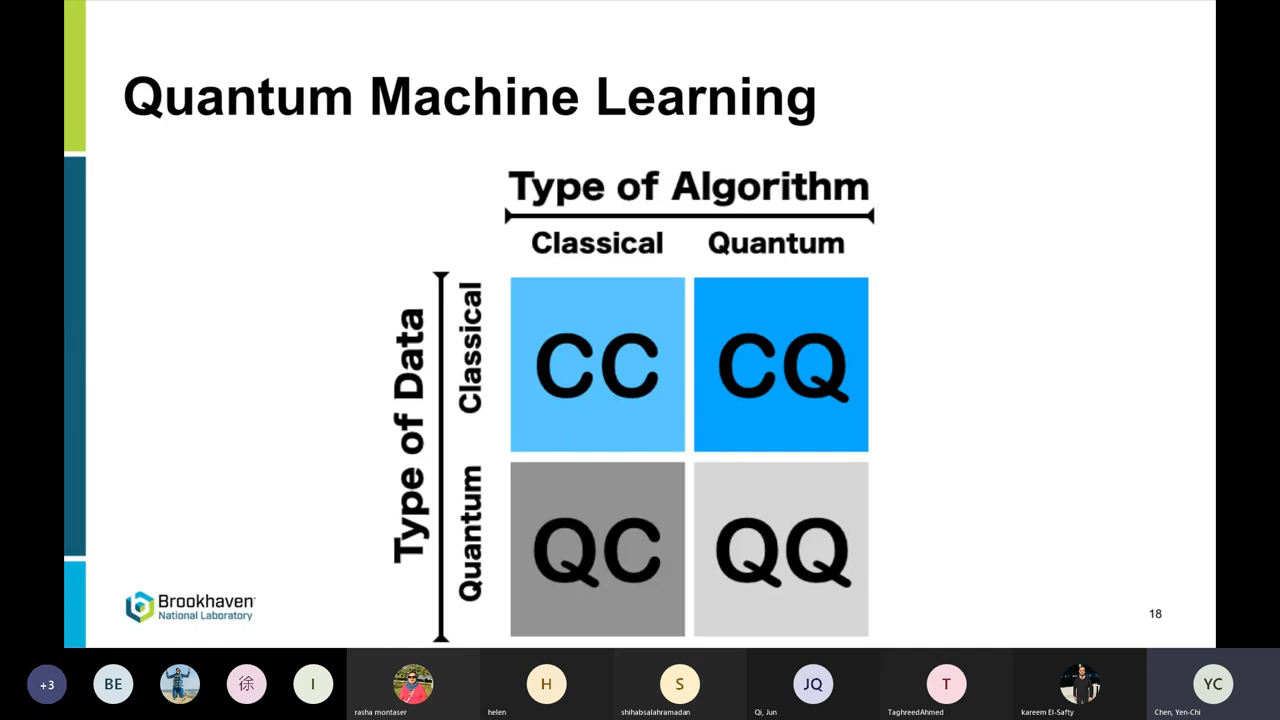 Quantum Machine Learning
Type of Algorithm
Classical Quantum
Type of Data
Classical
Quantum
CC CQ
QC QQ
Brookhaven
National Laboratory
18
+3 BE 徐 I H S JQ T YC
rasha montaser helen shihabsalahramadan Qi, Jun TaghreedAhmed kareem El-Safty Chen, Yen-Chi